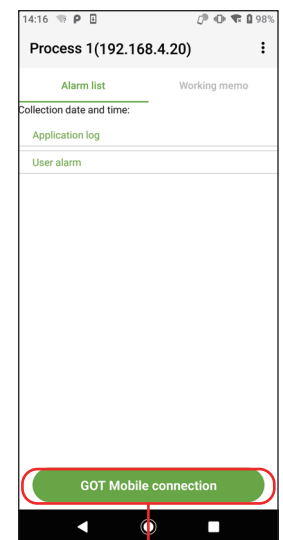 14:16 98%
Process 1(192.168.4.20)
Alarm list Working memo
Collection date and time:
Application log
User alarm
GOT Mobile connection